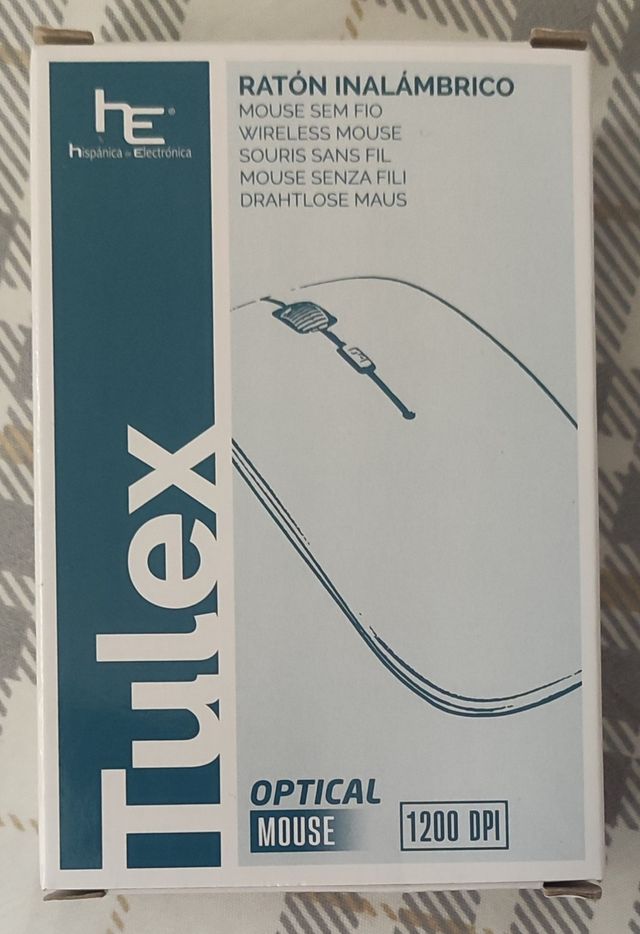 hE®
hispánica de Electrónica
RATÓN INALÁMBRICO
MOUSE SEM FIO
WIRELESS MOUSE
SOURIS SANS FIL
MOUSE SENZA FILI
DRAHTLOSE MAUS
iTulex
OPTICAL
MOUSE
1200 DPI